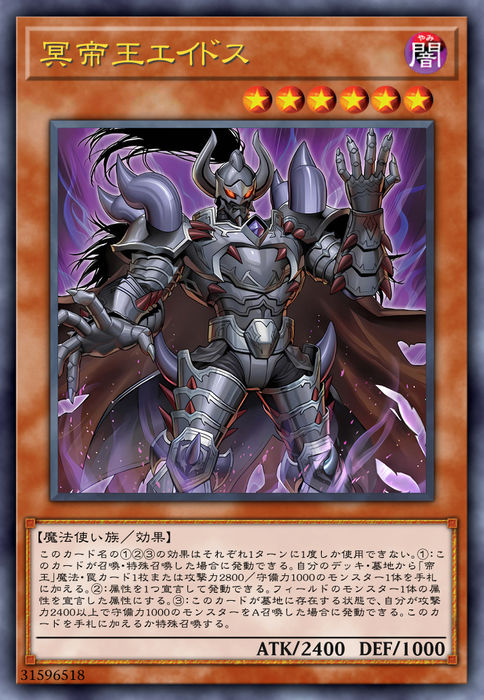 冥帝王エイドス
やみ
闇
【魔法使い族／効果】
このカード名の①②③の効果はそれぞれ1ターンに1度しか使用できない。①：こ
のカードが召喚・特殊召喚した場合に発動できる。自分のデッキ・墓地から「帝
王」魔法・罠カード1枚または攻撃力2800／守備力1000のモンスター1体を手札
に加える。②：属性を1つ宣言して発動できる。フィールドのモンスター1体の属
性を宣言した属性にする。③：このカードが墓地に存在する状態で、自分が攻撃
力2400以上で守備力1000のモンスターをA召喚した場合に発動できる。このカ
ードを手札に加えるか特殊召喚する。
ATK/2400 DEF/1000
31596518